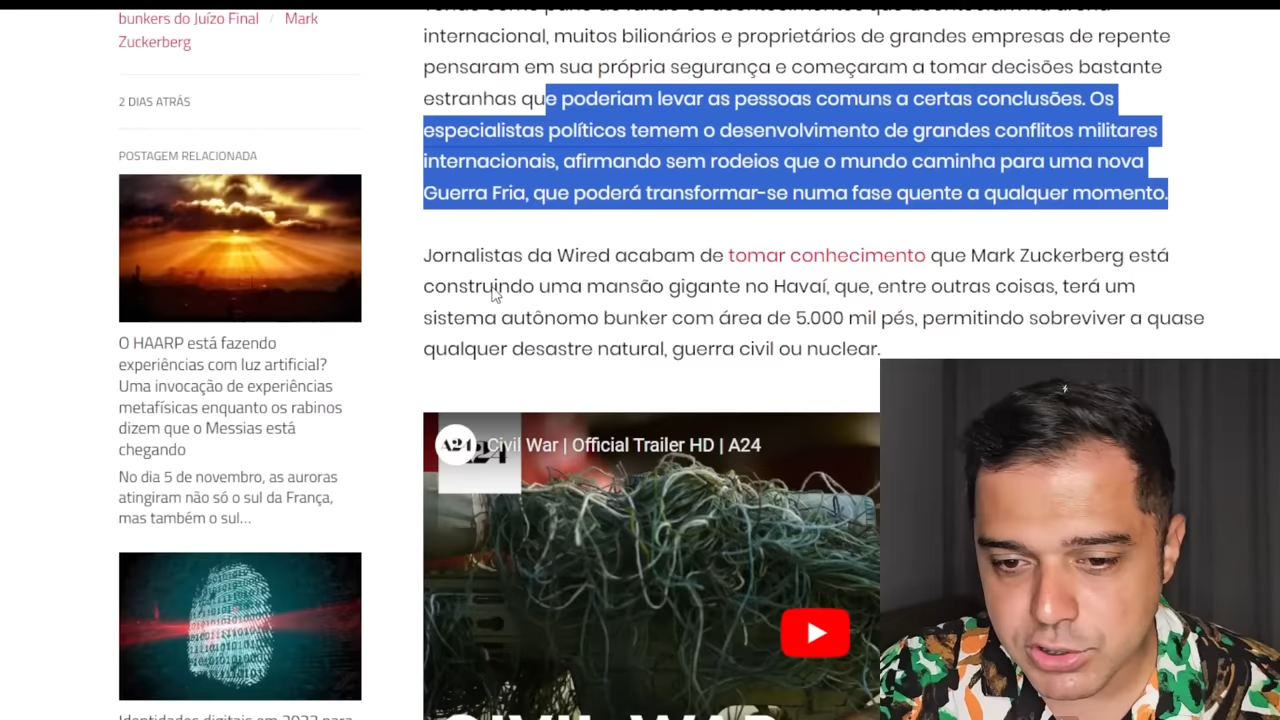 bunkers do Juízo Final / Mark
Zuckerberg
2 DIAS ATRÁS
POSTAGEM RELACIONADA
O HAARP está fazendo
experiências com luz artificial?
Uma invocação de experiências
metafísicas enquanto os rabinos
dizem que o Messias está
chegando
No dia 5 de novembro, as auroras
atingiram não só o sul da França,
mas também o sul...
internacional, muitos bilionários e proprietários de grandes empresas de repente
pensaram em sua própria segurança e começaram a tomar decisões bastante
estranhas que poderiam levar as pessoas comuns a certas conclusões. Os
especialistas políticos temem o desenvolvimento de grandes conflitos militares
internacionais, afirmando sem rodeios que o mundo caminha para uma nova
Guerra Fria, que poderá transformar-se numa fase quente a qualquer momento.
Jornalistas da Wired acabam de tomar conhecimento que Mark Zuckerberg está
construindo uma mansão gigante no Havaí, que, entre outras coisas, terá um
sistema autônomo bunker com área de 5.000 mil pés, permitindo sobreviver a quase
qualquer desastre natural, guerra civil ou nuclear.
A24 Civil War | Official Trailer HD | A24